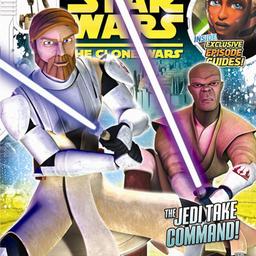 STAR
WARS
THE CLONE WARS
INSIDE:
EXCLUSIVE
EPISODE
GUIDES!
THE JEDI TAKE
COMMAND!